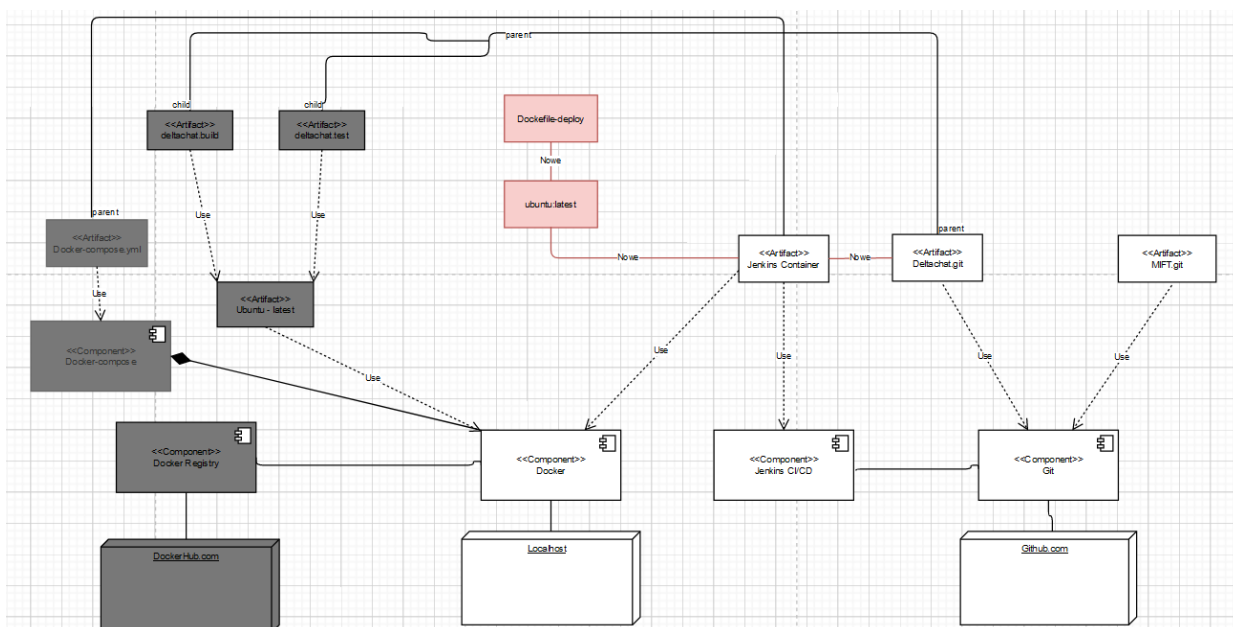 parent
child
child
<<Artifact>>
deltachat.build
<<Artifact>>
deltachat.test
Dockefile-deploy
Nowe
ubuntu:latest
Use
Use
parent
<<Artifact>>
Docker-compose.yml
parent
<<Artifact>>
Jenkins Container
Nowe
Nowe
<<Artifact>>
Deltachat.git
<<Artifact>>
MIFT.git
Use
<<Artifact>>
Ubuntu - latest
<<Component>>
Docker-compose
Use
Use
Use
Use
Use
<<Component>>
Docker Registry
<<Component>>
Docker
<<Component>>
Jenkins CI/CD
<<Component>>
Git
DockerHub.com
Localhost
Github.com